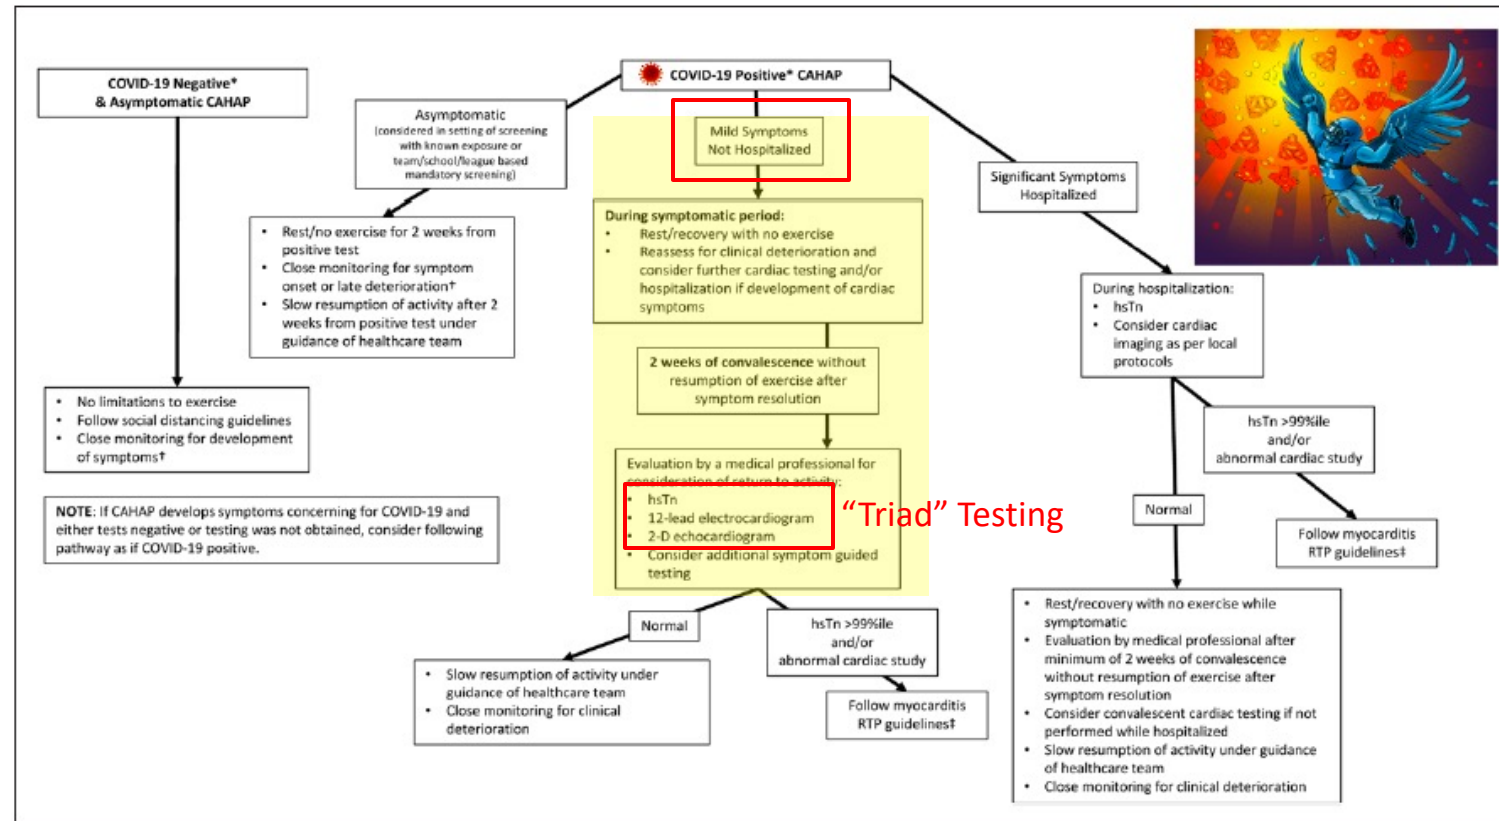 COVID-19 Negative*
& Asymptomatic CAHAP
COVID-19 Positive* CAHAP
Asymptomatic
(considered in setting of screening
with known exposure or
team/school/league based
mandatory screening)
Mild Symptoms
Not Hospitalized
Significant Symptoms
Hospitalized
• Rest/no exercise for 2 weeks from
positive test
• Close monitoring for symptom
onset or late deterioration†
• Slow resumption of activity after 2
weeks from positive test under
guidance of healthcare team
During symptomatic period:
• Rest/recovery with no exercise
• Reassess for clinical deterioration and
consider further cardiac testing and/or
hospitalization if development of cardiac
symptoms
During hospitalization:
• hsTn
• Consider cardiac
imaging as per local
protocols
2 weeks of convalescence without
resumption of exercise after
symptom resolution
• No limitations to exercise
• Follow social distancing guidelines
• Close monitoring for development
of symptoms†
hsTn >99%ile
and/or
abnormal cardiac study
Evaluation by a medical professional for
consideration of return to activity:
• hsTn
• 12-lead electrocardiogram
• 2-D echocardiogram
• Consider additional symptom guided
testing
“Triad” Testing
NOTE: If CAHAP develops symptoms concerning for COVID-19 and
either tests negative or testing was not obtained, consider following
pathway as if COVID-19 positive.
Normal
Follow myocarditis
RTP guidelines‡
Normal
hsTn >99%ile
and/or
abnormal cardiac study
• Slow resumption of activity under
guidance of healthcare team
• Close monitoring for clinical
deterioration
Follow myocarditis
RTP guidelines‡
• Rest/recovery with no exercise while
symptomatic
• Evaluation by medical professional after
minimum of 2 weeks of convalescence
without resumption of exercise after
symptom resolution
• Consider convalescent cardiac testing if not
performed while hospitalized
• Slow resumption of activity under guidance
of healthcare team
• Close monitoring for clinical deterioration